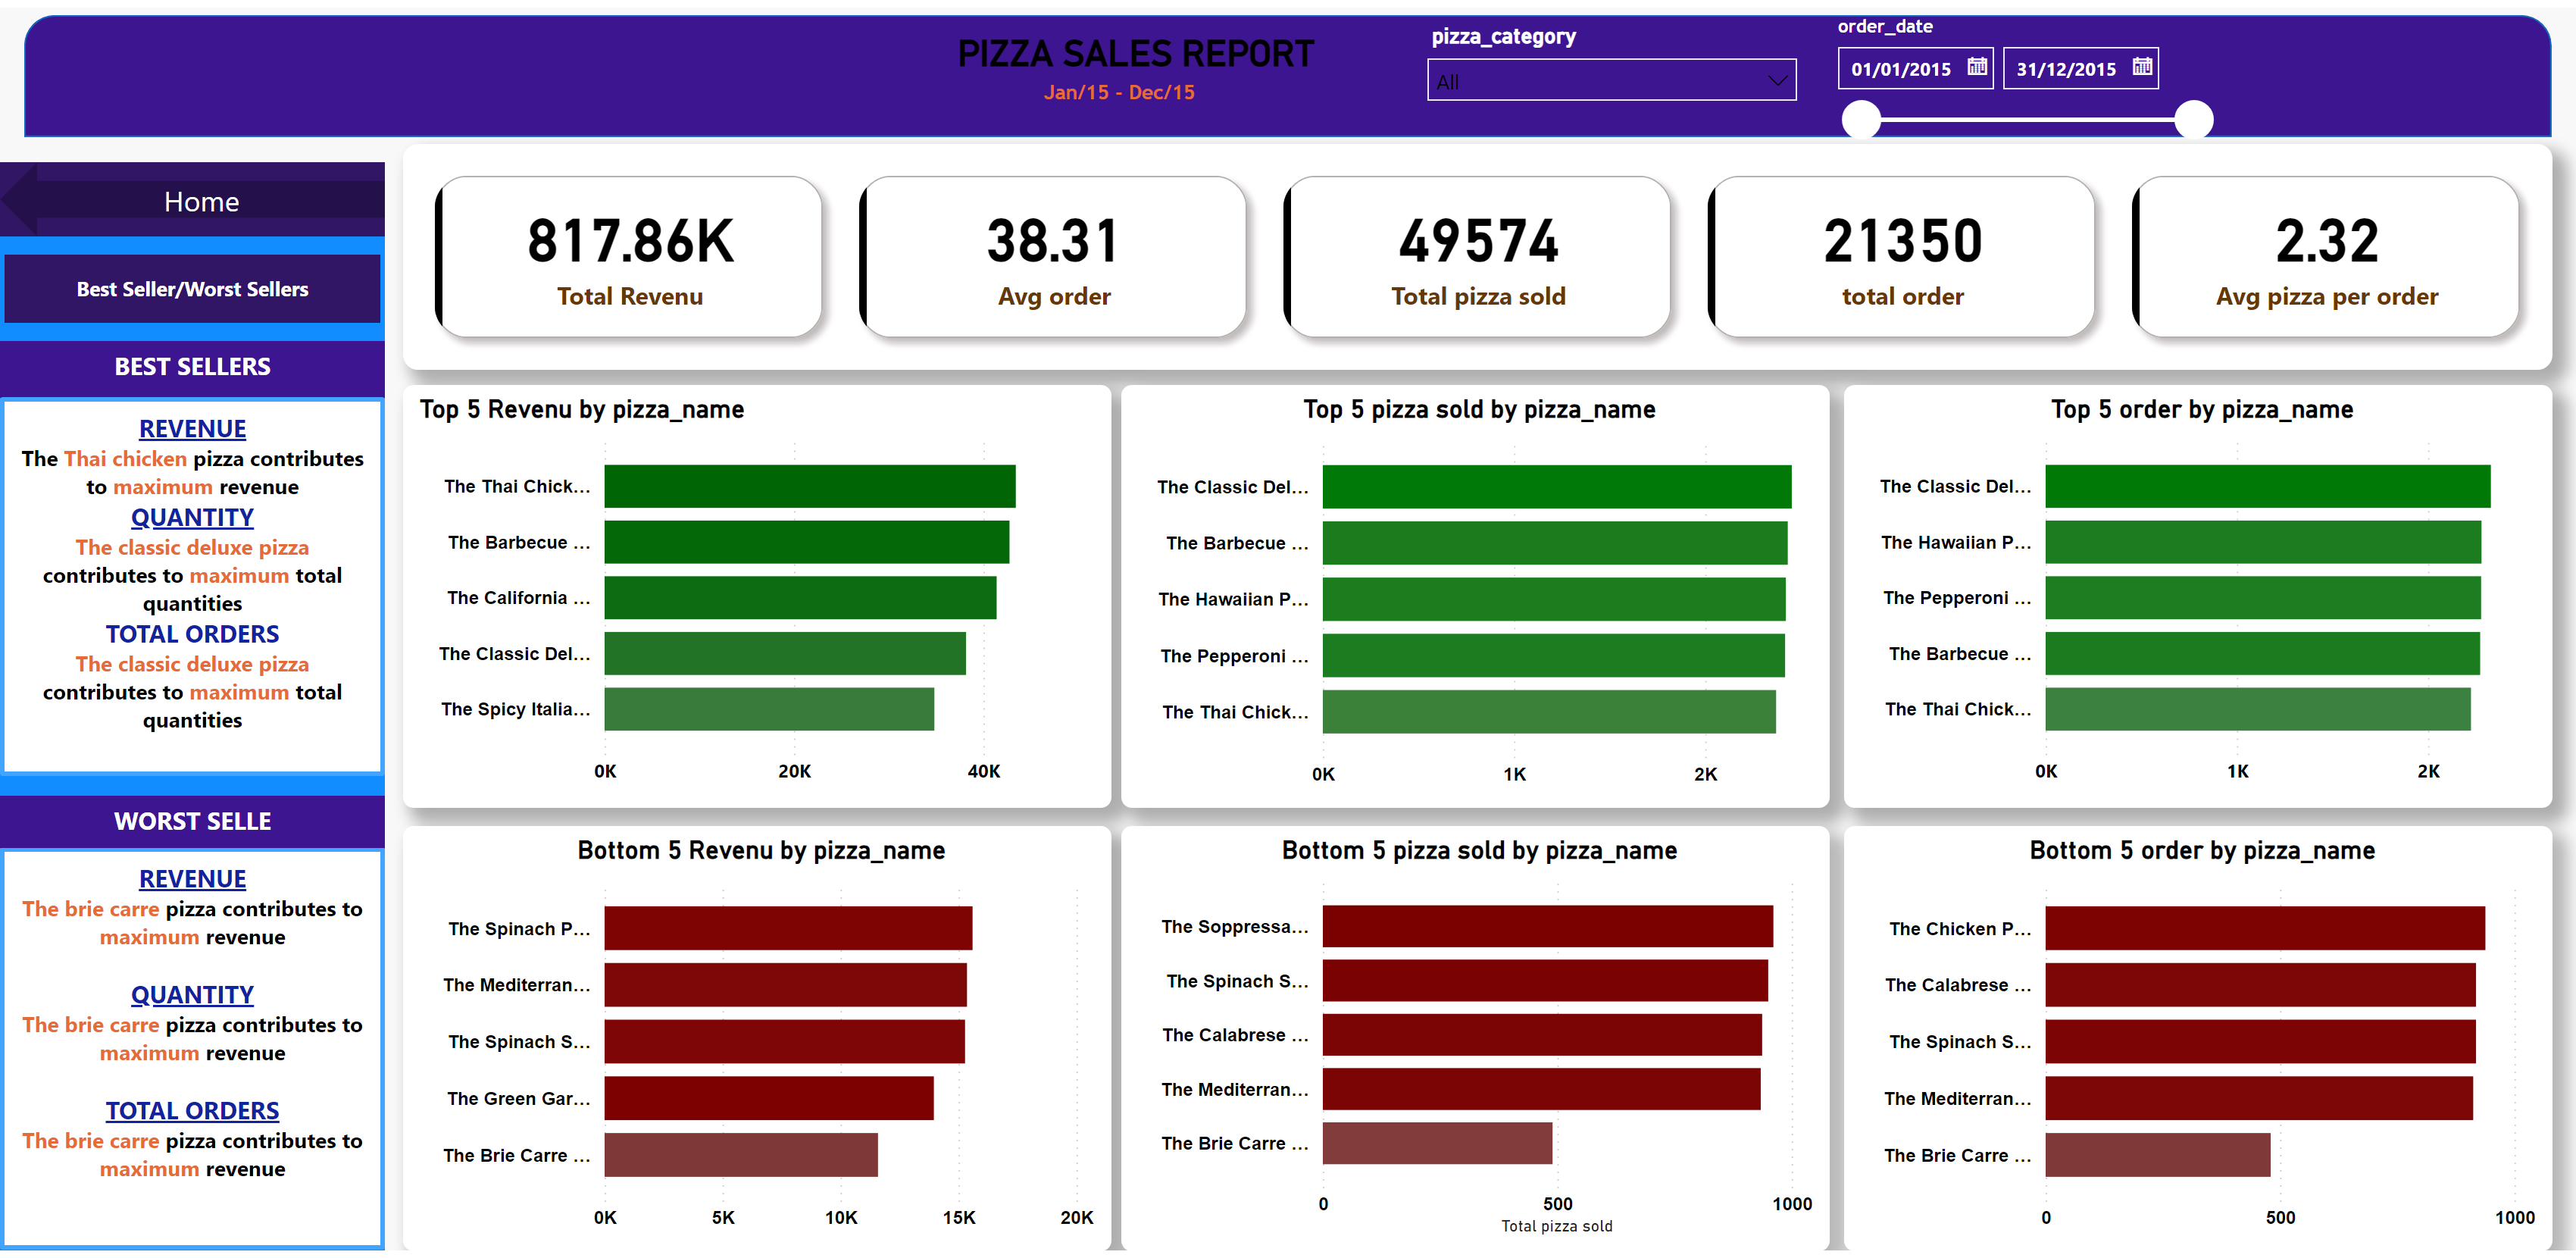 PIZZA SALES REPORT
Jan/15 - Dec/15
pizza_category
All
order_date
01/01/2015
31/12/2015
Home
Best Seller/Worst Sellers
BEST SELLERS
REVENUE
The Thai chicken pizza contributes
to maximum revenue
QUANTITY
The classic deluxe pizza
contributes to maximum total
quantities
TOTAL ORDERS
The classic deluxe pizza
contributes to maximum total
quantities
WORST SELLE
REVENUE
The brie carre pizza contributes to
maximum revenue
QUANTITY
The brie carre pizza contributes to
maximum revenue
TOTAL ORDERS
The brie carre pizza contributes to
maximum revenue
817.86K
Total Revenu
38.31
Avg order
49574
Total pizza sold
21350
total order
2.32
Avg pizza per order
Top 5 Revenu by pizza_name
The Thai Chick...
The Barbecue ...
The California ...
The Classic Del...
The Spicy Italia...
0K 20K 40K
Top 5 pizza sold by pizza_name
The Classic Del...
The Barbecue ...
The Hawaiian P...
The Pepperoni ...
The Thai Chick...
0K 1K 2K
Top 5 order by pizza_name
The Classic Del...
The Hawaiian P...
The Pepperoni ...
The Barbecue ...
The Thai Chick...
0K 1K 2K
Bottom 5 Revenu by pizza_name
The Spinach P...
The Mediterran...
The Spinach S...
The Green Gar...
The Brie Carre ...
0K 5K 10K 15K 20K
Bottom 5 pizza sold by pizza_name
The Soppressa...
The Spinach S...
The Calabrese ...
The Mediterran...
The Brie Carre ...
0 500 1000
Total pizza sold
Bottom 5 order by pizza_name
The Chicken P...
The Calabrese ...
The Spinach S...
The Mediterran...
The Brie Carre ...
0 500 1000